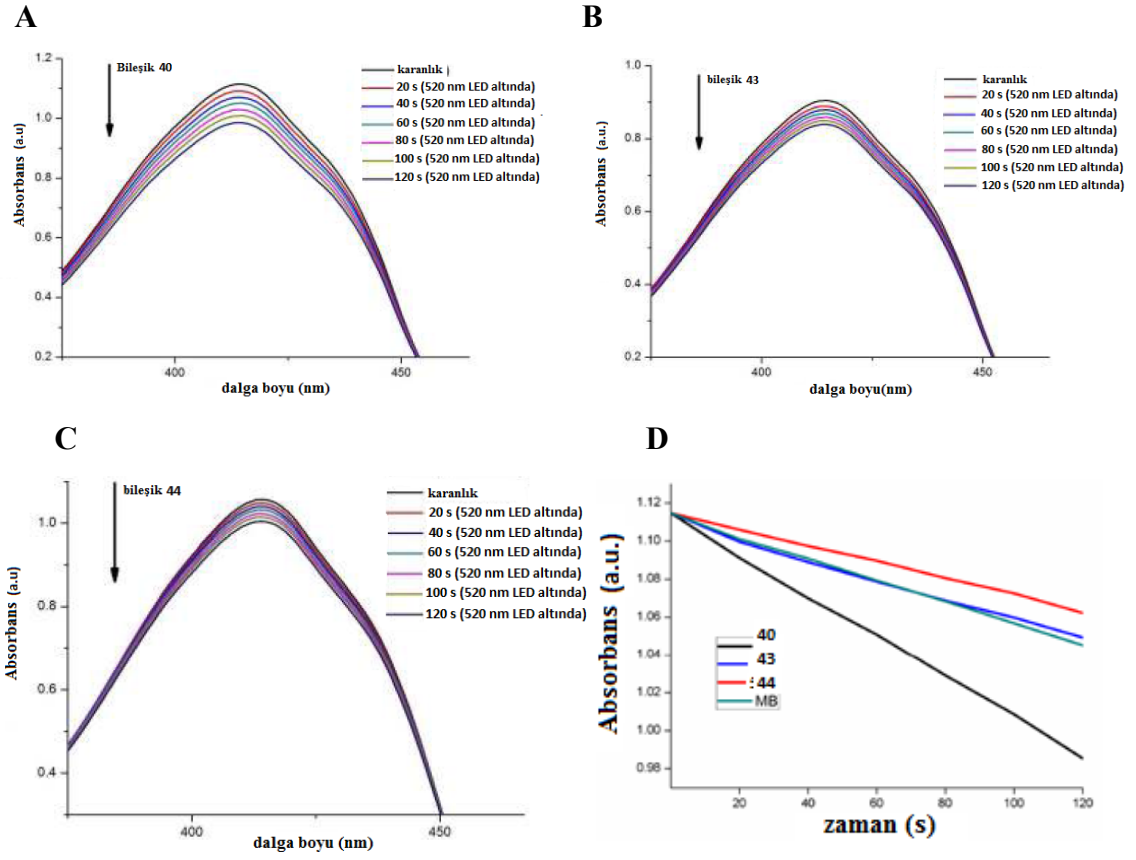 A
Bileşik 40
karanlık )
20 s (520 nm LED altında)
40 s (520 nm LED altında)
60 s (520 nm LED altında)
80 s (520 nm LED altında)
100 s (520 nm LED altında)
120 s (520 nm LED altında)
1.2
1.0
0.8
0.6
0.4
0.2
400
450
Absorbans (a.u)
dalga boyu (nm)
B
bileşik 43
karanlık
20 s (520 nm LED altında)
40 s (520 nm LED altında)
60 s (520 nm LED altında)
80 s (520 nm LED altında)
100 s (520 nm LED altında)
120 s (520 nm LED altında)
1.0
0.8
0.6
0.4
0.2
400
450
Absorbans (a.u.)
dalga boyu(nm)
C
bileşik 44
karanlık
20 s (520 nm LED altında)
40 s (520 nm LED altında)
60 s (520 nm LED altında)
80 s (520 nm LED altında)
100 s (520 nm LED altında)
120 s (520 nm LED altında)
1.0
0.8
0.6
0.4
400
450
Absorbans (a.u)
dalga boyu (nm)
D
1.12
1.10
1.08
1.06
1.04
1.02
1.00
0.98
40
43
44
MB
20
40
60
80
100
120
Absorbans (a.u.)
zaman (s)